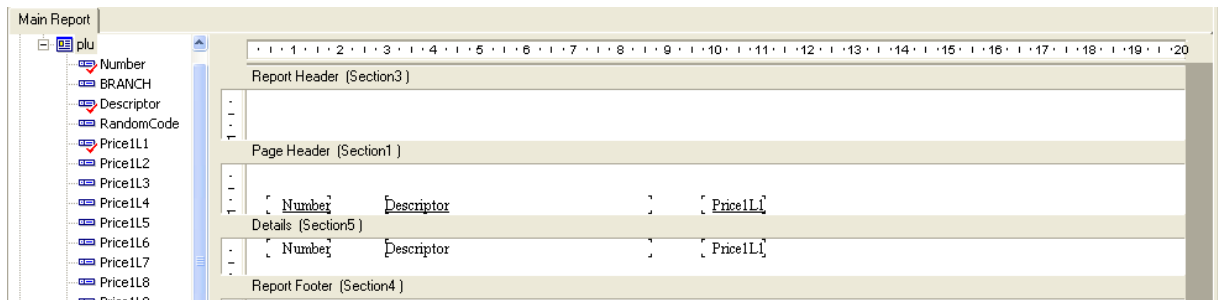 Main Report
plu
Number
BRANCH
Descriptor
RandomCode
Price1L1
Price1L2
Price1L3
Price1L4
Price1L5
Price1L6
Price1L7
Price1L8
1 2 3 4 5 6 7 8 9 10 11 12 13 14 15 16 17 18 19 20
Report Header (Section3 )
Page Header (Section1 )
Number Descriptor Price1L1
Details (Section5 )
Number Descriptor Price1L1
Report Footer (Section4 )